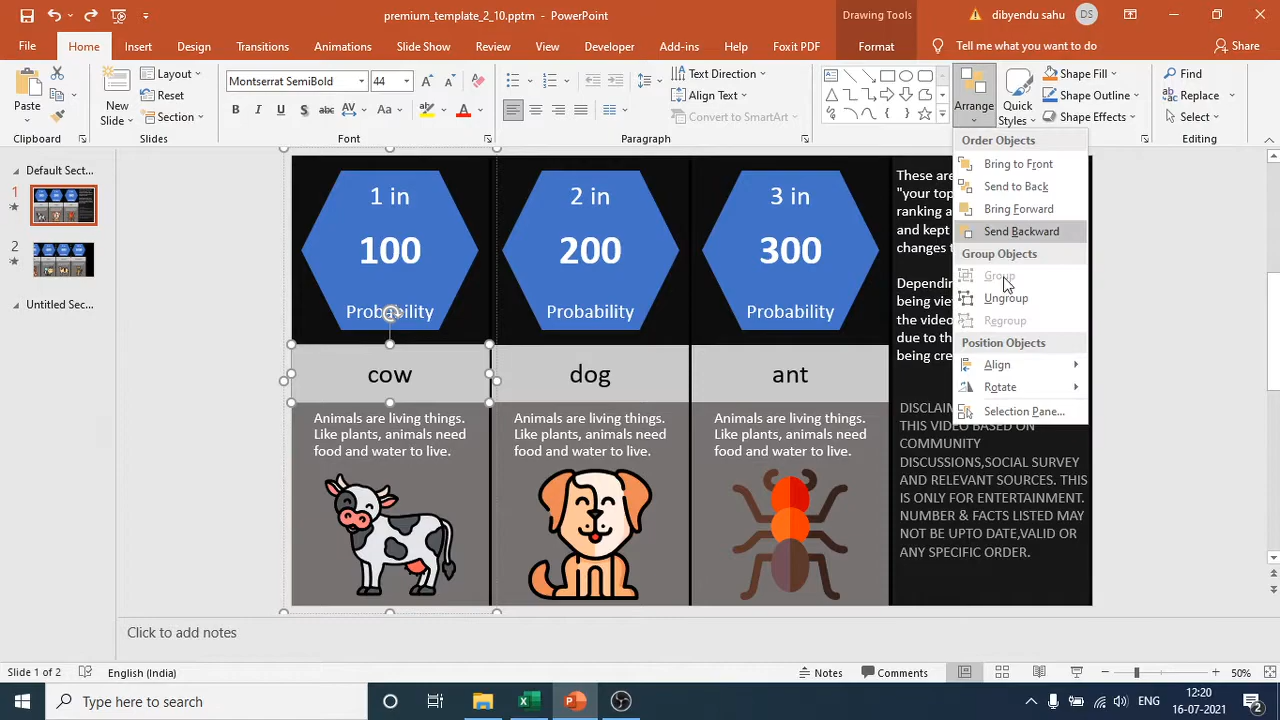 premium_template_2_10.pptm - PowerPoint
Drawing Tools
dibyendu sahu
DS
File
Home
Insert
Design
Transitions
Animations
Slide Show
Review
View
Developer
Add-ins
Help
Foxit PDF
Format
Tell me what you want to do
Share
Paste
New
Slide
Layout
Reset
Section
Montserrat SemiBold
44
B
I
U
S
abc
AV
Aa
A
Text Direction
Align Text
Convert to SmartArt
Arrange
Quick
Styles
Shape Fill
Shape Outline
Shape Effects
Find
Replace
Select
Clipboard
Slides
Font
Paragraph
Editing
Order Objects
Bring to Front
Send to Back
Bring Forward
Send Backward
Group Objects
Group
Ungroup
Regroup
Position Objects
Align
Rotate
Selection Pane...
Default Sect...
1
2
Untitled Sec...
1 in
100
Probability
cow
Animals are living things.
Like plants, animals need
food and water to live.
2 in
200
Probability
dog
Animals are living things.
Like plants, animals need
food and water to live.
3 in
300
Probability
ant
Animals are living things.
Like plants, animals need
food and water to live.
These are
"your top
ranking a
and kept
changes t
Depending
being vie
the video
due to th
being cre
DISCLAIM
THIS VIDEO BASED ON
COMMUNITY
DISCUSSIONS,SOCIAL SURVEY
AND RELEVANT SOURCES. THIS
IS ONLY FOR ENTERTAINMENT.
NUMBER & FACTS LISTED MAY
NOT BE UPTO DATE,VALID OR
ANY SPECIFIC ORDER.
Click to add notes
Slide 1 of 2
English (India)
Notes
Comments
50%
Type here to search
ENG
12:20
16-07-2021
2